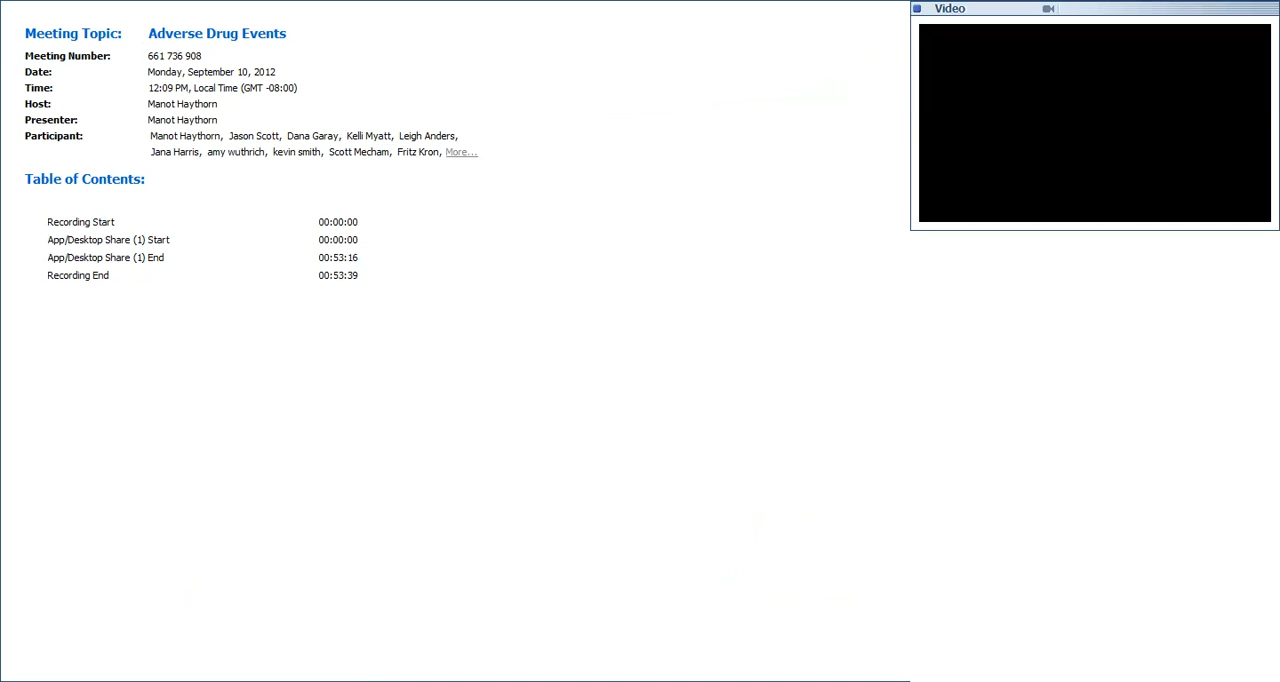 Video
Meeting Topic: Adverse Drug Events
Meeting Number: 661 736 908
Date: Monday, September 10, 2012
Time: 12:09 PM, Local Time (GMT -08:00)
Host: Manot Haythorn
Presenter: Manot Haythorn
Participant: Manot Haythorn, Jason Scott, Dana Garay, Kelli Myatt, Leigh Anders,
Jana Harris, amy wuthrich, kevin smith, Scott Mecham, Fritz Kron, More...
Table of Contents:
Recording Start 00:00:00
App/Desktop Share (1) Start 00:00:00
App/Desktop Share (1) End 00:53:16
Recording End 00:53:39